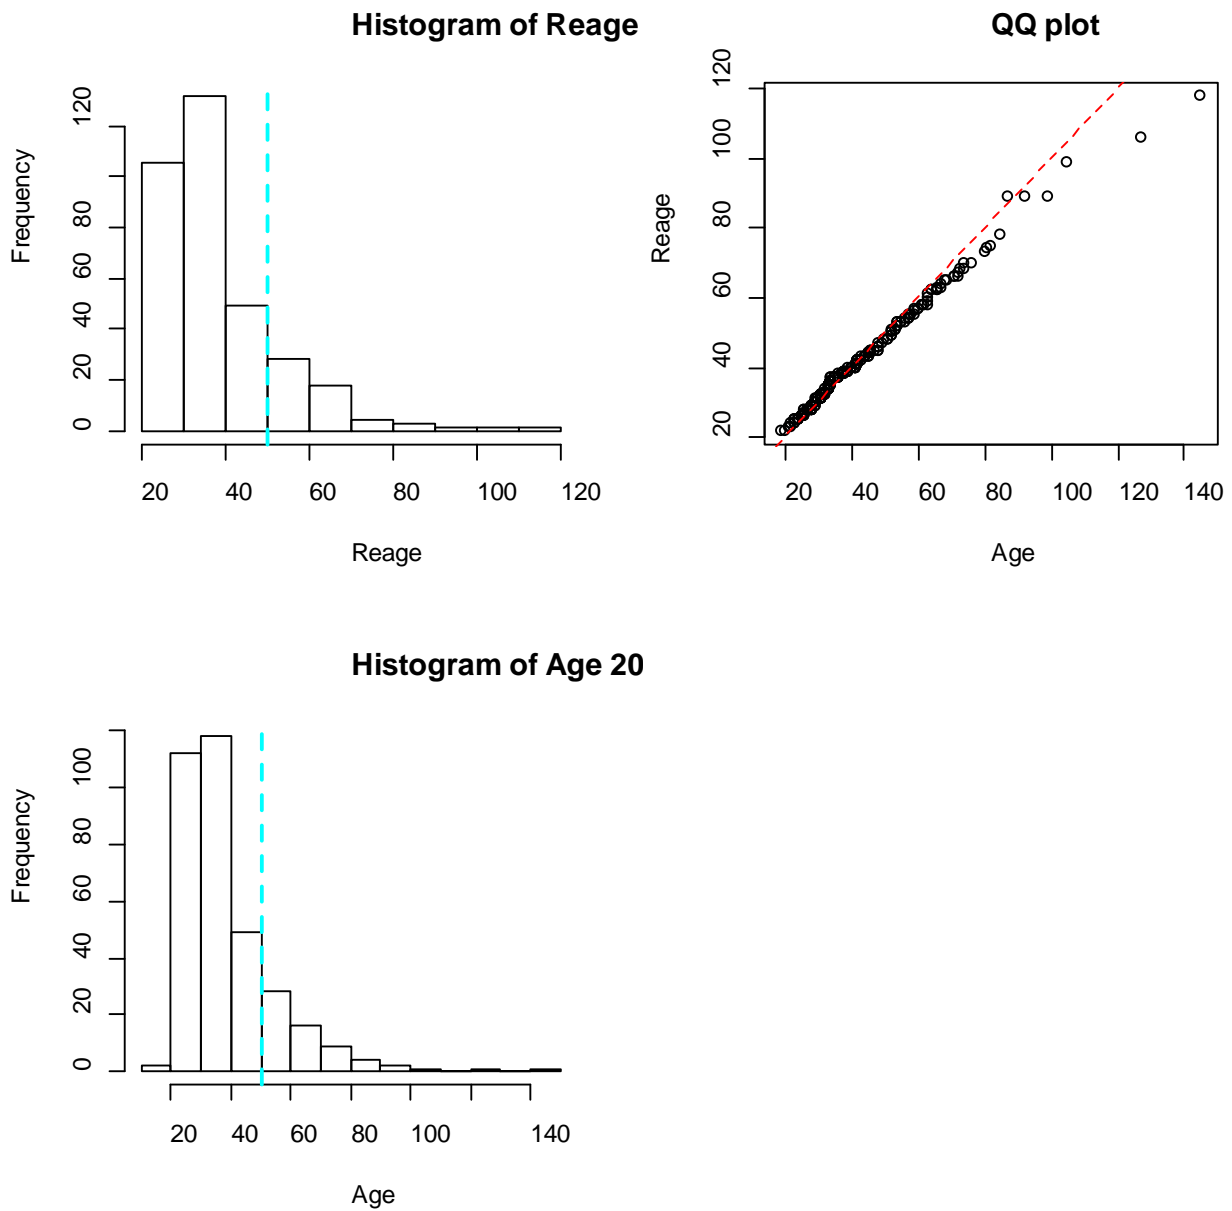 Histogram of Reage
Frequency
0 20 40 60 80 120
20 40 60 80 100 120
Reage
QQ plot
Reage
20 40 60 80 100 120
20 40 60 80 100 120 140
Age
Histogram of Age 20
Frequency
0 20 40 60 80 100
20 40 60 80 100 140
Age